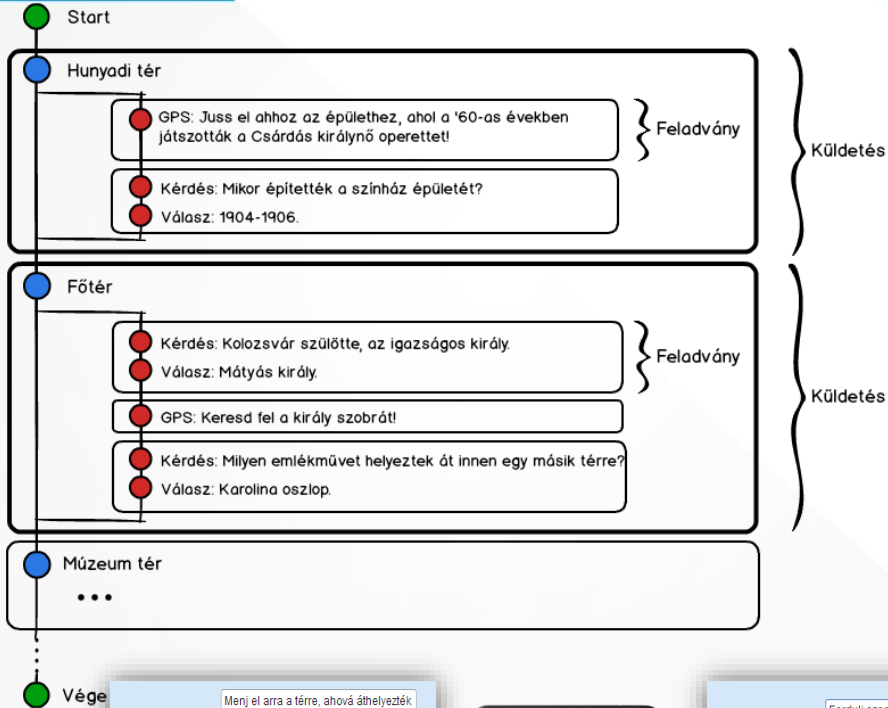 Start
Hunyadi tér
GPS: Juss el ahhoz az épülethez, ahol a '60-as években
játszották a Csárdás királynő operettet!
Feladvány
Küldetés
Kérdés: Mikor építették a színház épületét?
Válasz: 1904-1906.
Főtér
Kérdés: Kolozsvár szülötte, az igazságos király.
Válasz: Mátyás király.
Feladvány
Küldetés
GPS: Keresd fel a király szobrát!
Kérdés: Milyen emlékművet helyeztek át innen egy másik térre?
Válasz: Karolina oszlop.
Múzeum tér
...
Vége
Menj el arra a térre, ahová áthelyezték